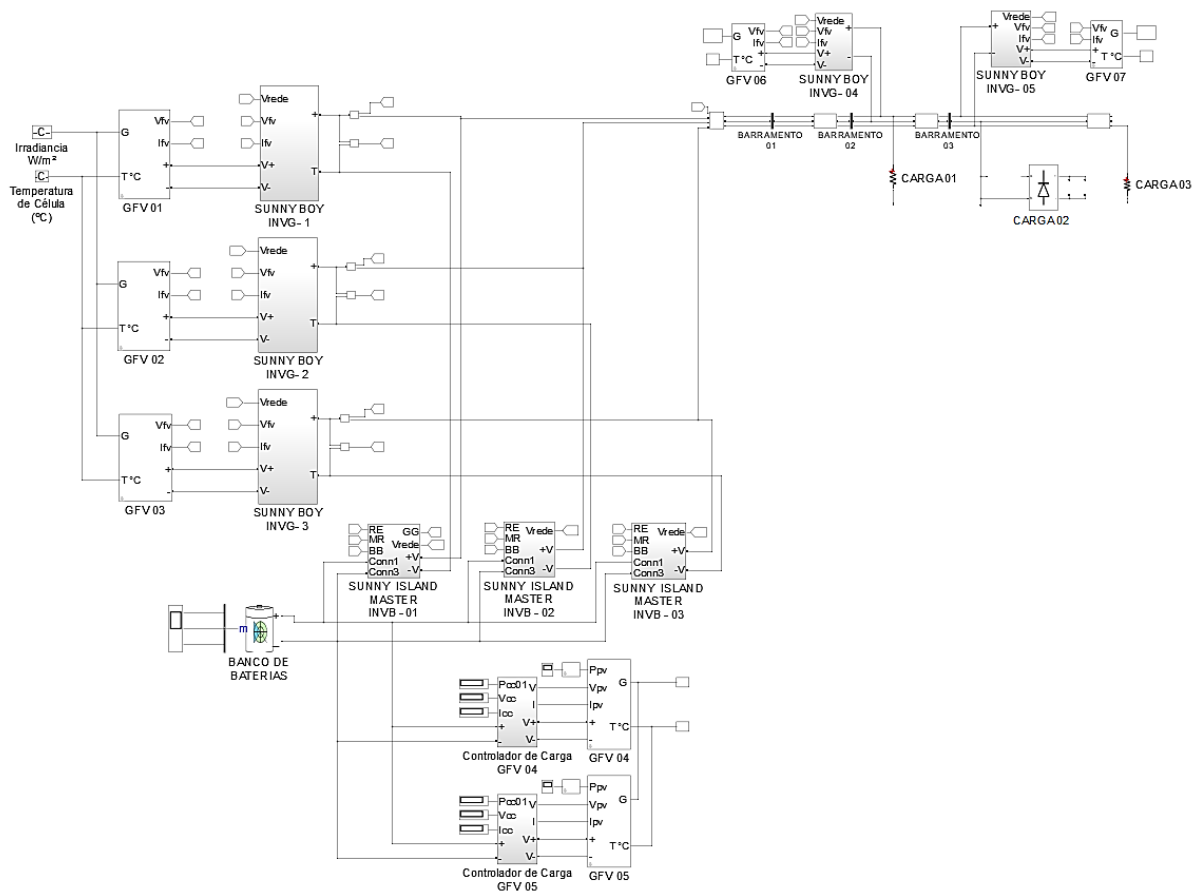 -C-
Irradiancia
W/m²
-C-
Temperatura
de Célula
(ºC)
G
T°C
Vfv
Ifv
+
-
GFV 01
Vrede
Vfv
Ifv
V+
V-
+
T
SUNNY BOY
INVG- 1
G
T°C
Vfv
Ifv
+
-
GFV 02
Vrede
Vfv
Ifv
V+
V-
+
T
SUNNY BOY
INVG- 2
G
T°C
Vfv
Ifv
+
-
GFV 03
Vrede
Vfv
Ifv
V+
V-
+
T
SUNNY BOY
INVG- 3
G
T°C
Vfv
Ifv
+
-
GFV 06
Vrede
Vfv
Ifv
V+
V-
+
-
SUNNY BOY
INVG- 04
+
-
Vrede
Vfv
Ifv
V+
V-
SUNNY BOY
INVG- 05
Vfv
Ifv
+
-
G
T°C
GFV 07
BARRAMENTO
01
BARRAMENTO
02
BARRAMENTO
03
CARGA 01
CARGA 02
CARGA 03
RE
MR
BB
Conn1
Conn3
GG
Vrede
+V
-V
SUNNY ISLAND
MASTER
INVB - 01
RE
MR
BB
Conn1
Conn3
Vrede
+V
-V
SUNNY ISLAND
MASTER
INVB - 02
RE
MR
BB
Conn1
Conn3
Vrede
+V
-V
SUNNY ISLAND
MASTER
INVB - 03
m
+
-
BANCO DE
BATERIAS
Pcc01
Vcc
Icc
+
-
V
I
V+
V-
Controlador de Carga
GFV 04
Ppv
Vpv
Ipv
+
-
G
T°C
GFV 04
Pcc01
Vcc
Icc
+
-
V
I
V+
V-
Controlador de Carga
GFV 05
Ppv
Vpv
Ipv
+
-
G
T°C
GFV 05